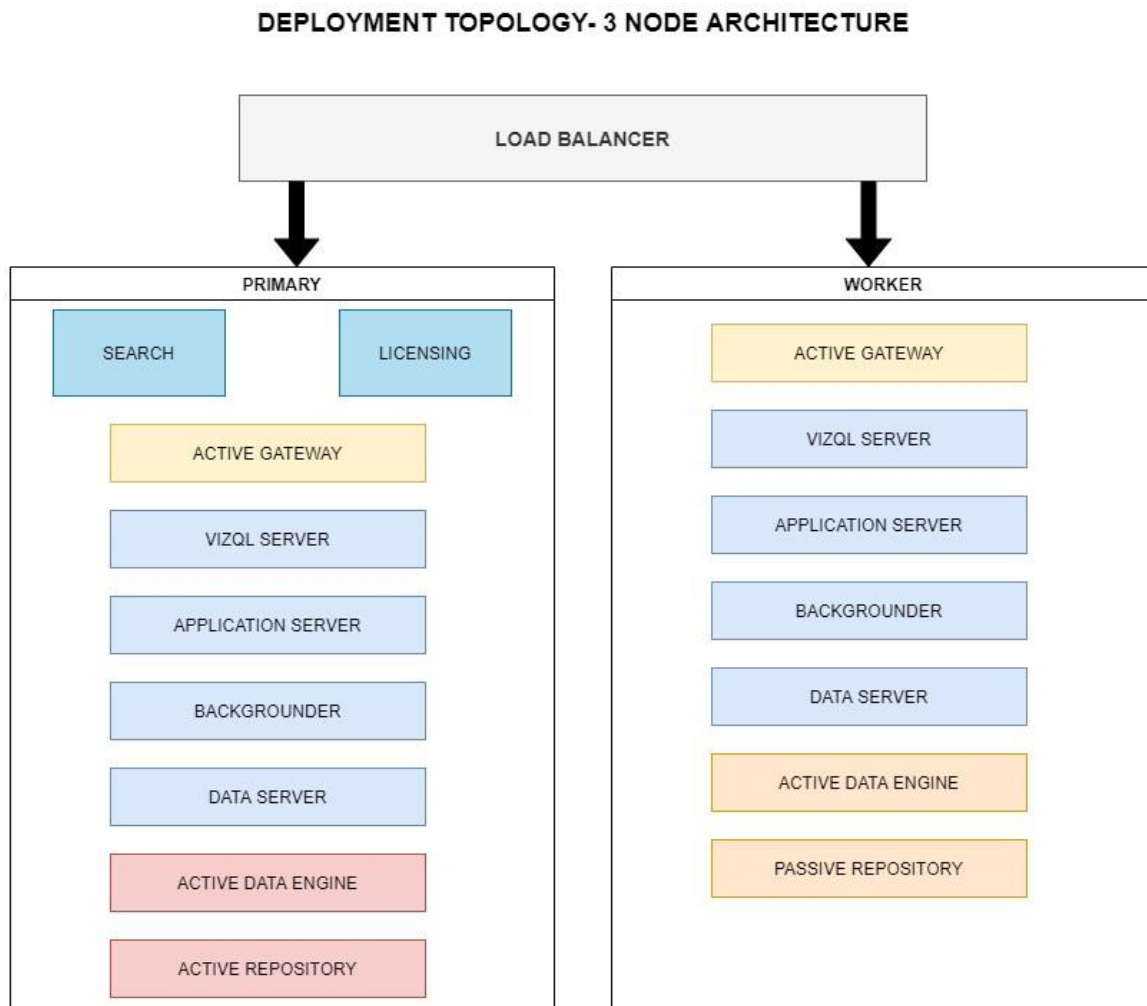 DEPLOYMENT TOPOLOGY- 3 NODE ARCHITECTURE
LOAD BALANCER
PRIMARY
SEARCH
LICENSING
ACTIVE GATEWAY
VIZQL SERVER
APPLICATION SERVER
BACKGROUNDER
DATA SERVER
ACTIVE DATA ENGINE
ACTIVE REPOSITORY
WORKER
ACTIVE GATEWAY
VIZQL SERVER
APPLICATION SERVER
BACKGROUNDER
DATA SERVER
ACTIVE DATA ENGINE
PASSIVE REPOSITORY